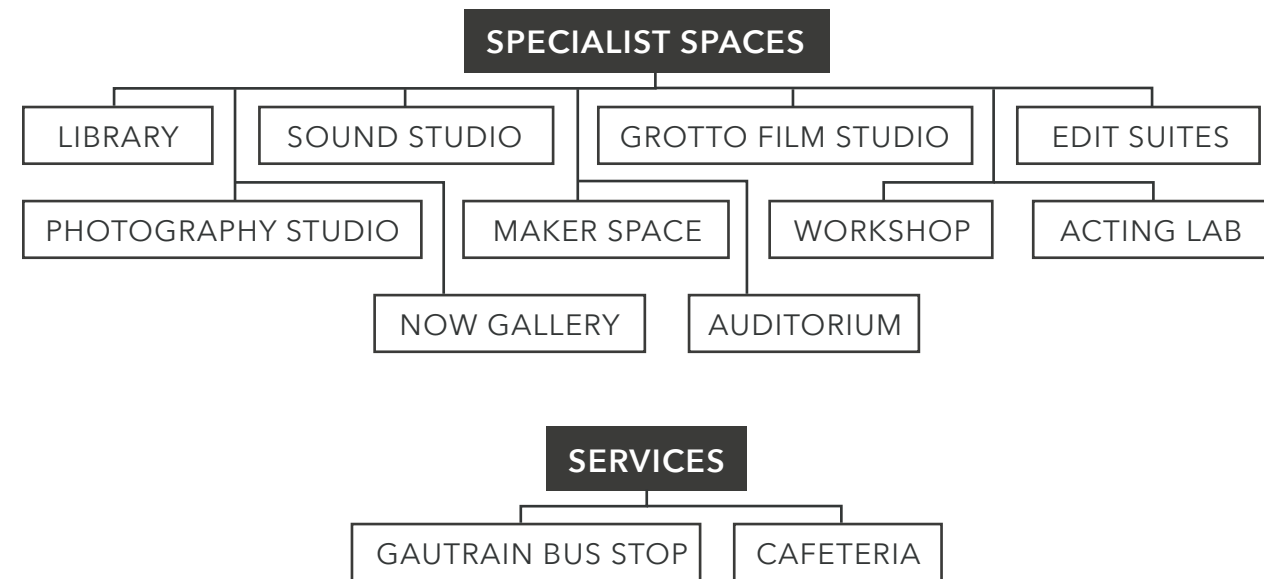 SPECIALIST SPACES
LIBRARY
SOUND STUDIO
GROTTO FILM STUDIO
EDIT SUITES
PHOTOGRAPHY STUDIO
MAKER SPACE
WORKSHOP
ACTING LAB
NOW GALLERY
AUDITORIUM
SERVICES
GAUTRAIN BUS STOP
CAFETERIA